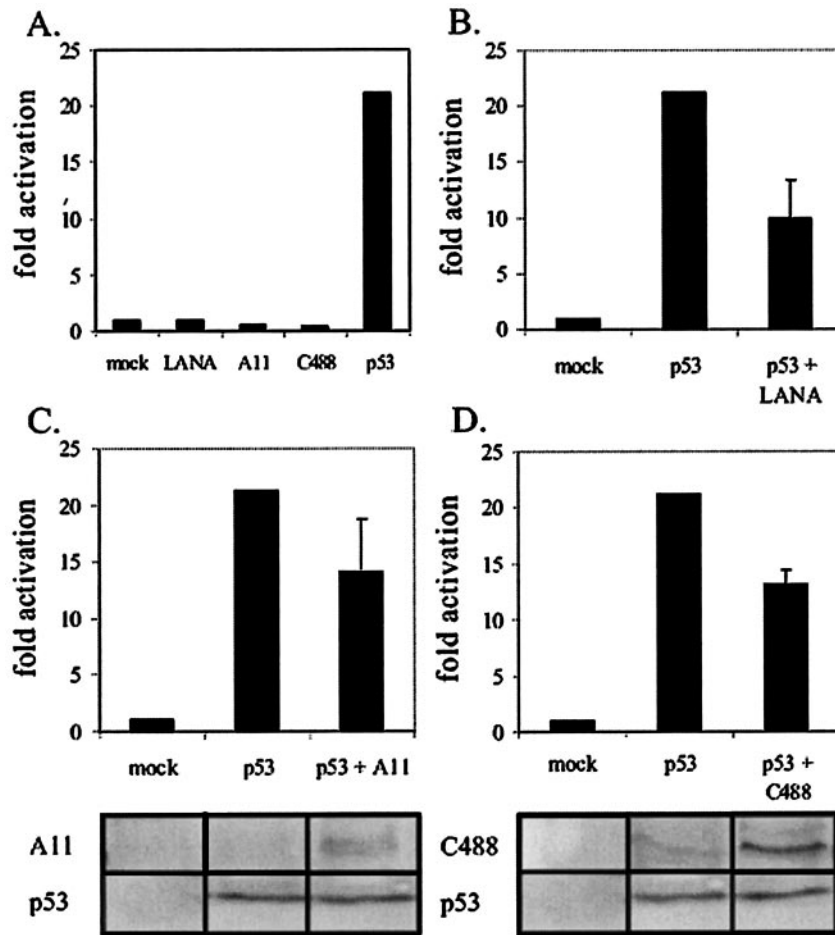 A.
25
20
15
10
5
0
fold activation
mock LANA A11 C488 p53
B.
25
20
15
10
5
0
fold activation
mock p53 p53 +
LANA
C.
25
20
15
10
5
0
fold activation
mock p53 p53 + A11
A11
p53
D.
25
20
15
10
5
0
fold activation
mock p53 p53 +
C488
C488
p53